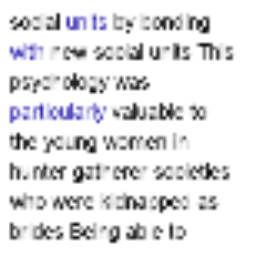 social units by bonding
with new social units This
psychology was
particularly valuable to
the young women in
hunter gatherer societies
who were kidnapped as
brides Being able to